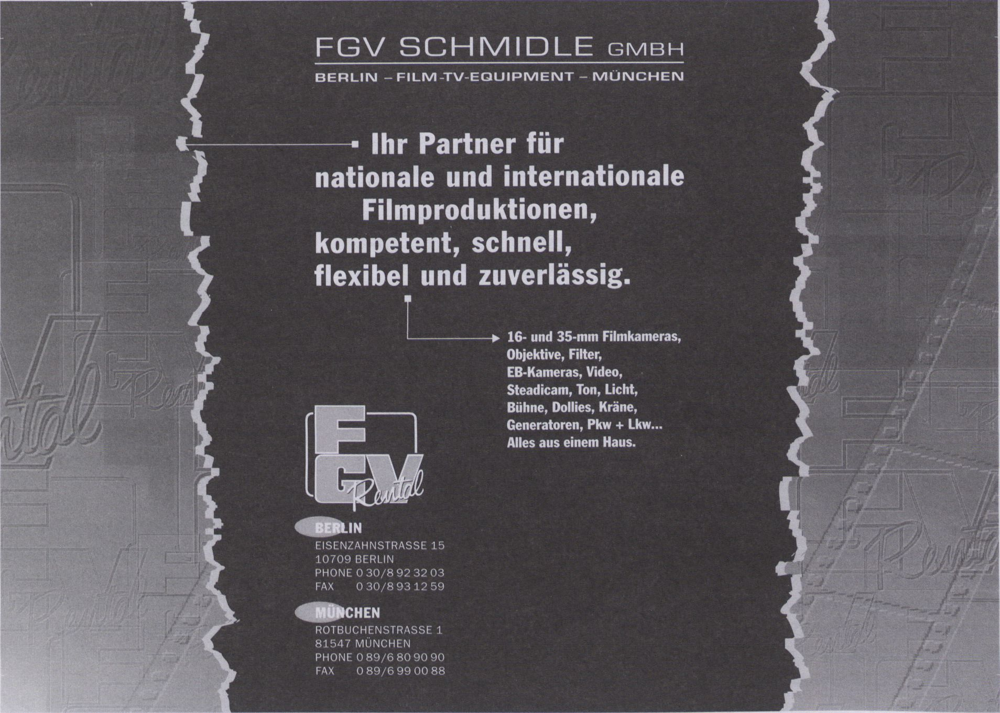 FGV SCHMIDLE GMBH
BERLIN – FILM-TV-EQUIPMENT – MÜNCHEN
Ihr Partner für
nationale und internationale
Filmproduktionen,
kompetent, schnell,
flexibel und zuverlässig.
16- und 35-mm Filmkameras,
Objektive, Filter,
EB-Kameras, Video,
Steadicam, Ton, Licht,
Bühne, Dollies, Kräne,
Generatoren, Pkw + Lkw...
Alles aus einem Haus.
F
GV
Rental
BERLIN
EISENZAHNSTRASSE 15
10709 BERLIN
PHONE 0 30/8 92 32 03
FAX 0 30/8 93 12 59
MÜNCHEN
ROTBUCHENSTRASSE 1
81547 MÜNCHEN
PHONE 0 89/6 80 90 90
FAX 0 89/6 99 00 88